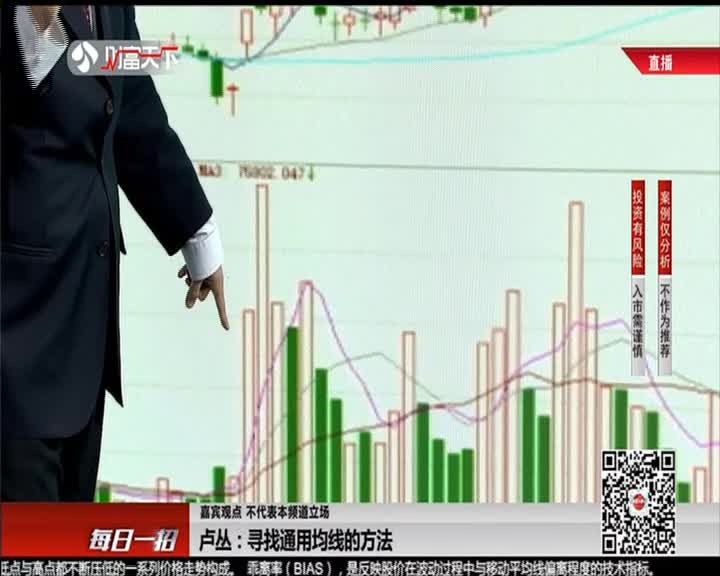 财富天下
直播
MA3: 76802.047↓
投资有风险 入市需谨慎
案例仅分析 不作为推荐
嘉宾观点 不代表本频道立场
每日一招
卢丛：寻找通用均线的方法
点与高点都不断压低的一系列价格走势构成。 乖离率（BIAS），是反映股价在波动过程中与移动平均线偏离程度的技术指标。